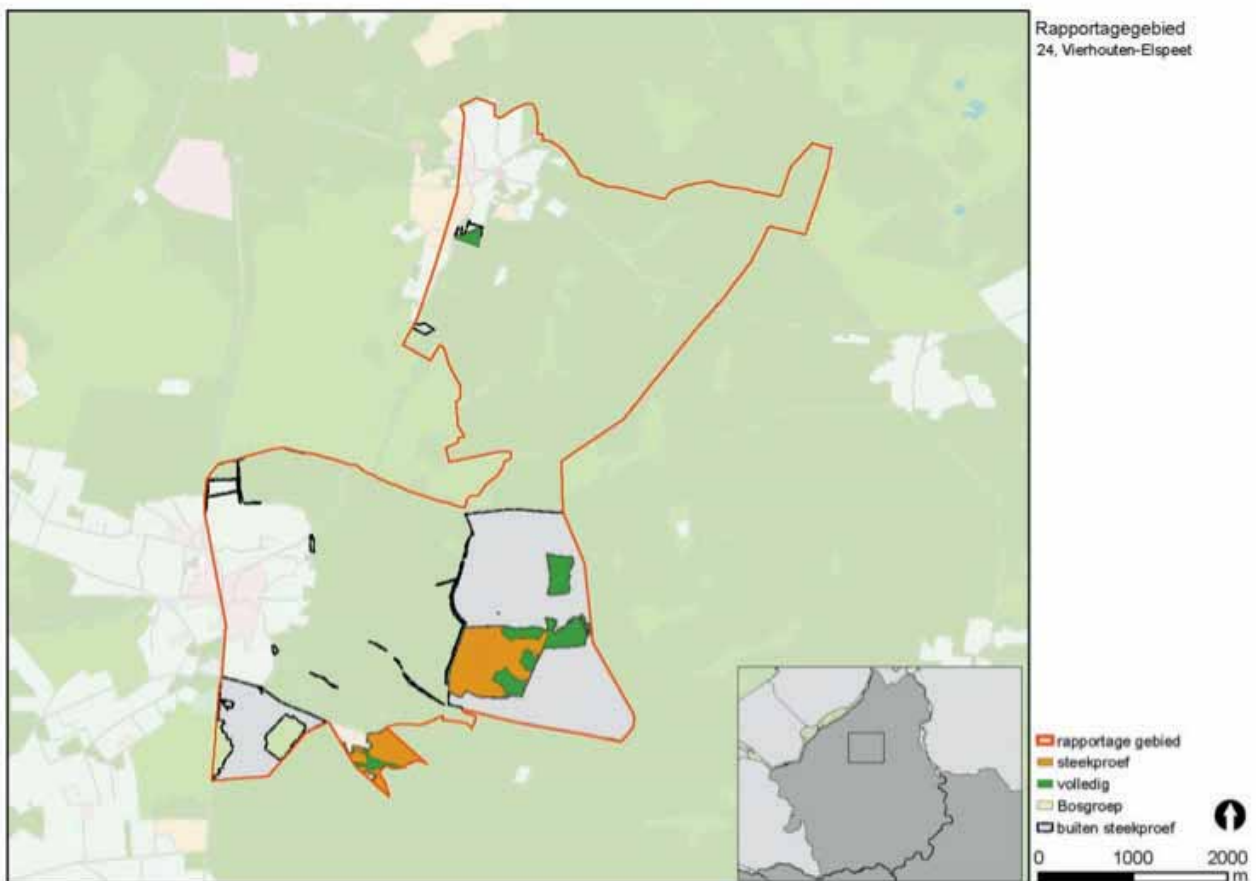 Rapportagegebied
24, Vierhouten-Elspeet
rapportage gebied
steekproef
volledig
Bosgroep
buiten steekproef
0 1000 2000
m